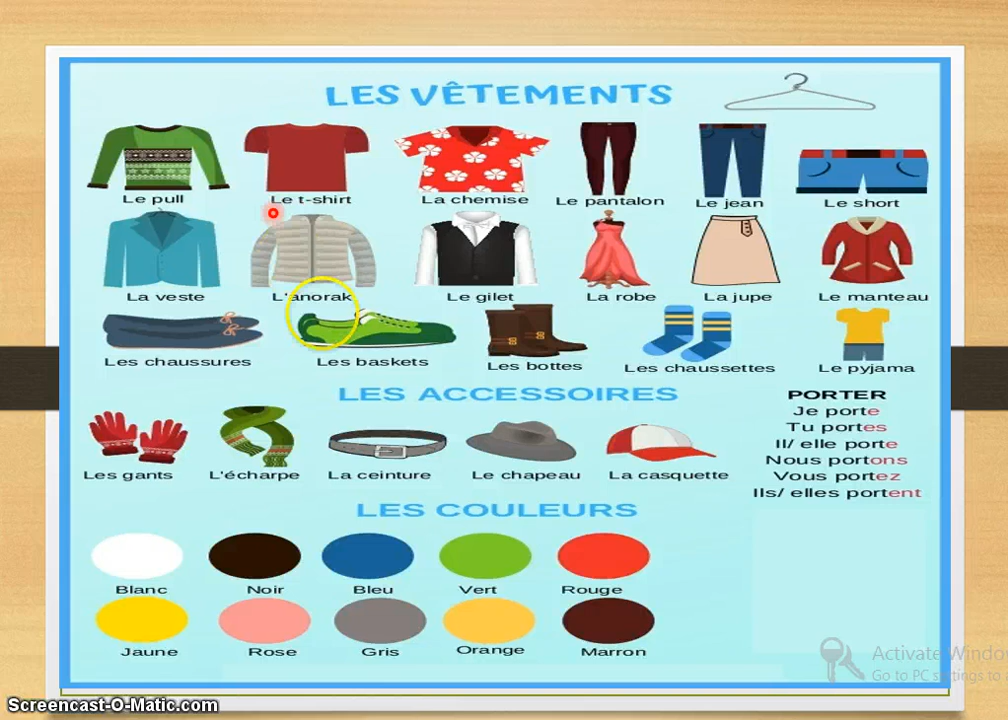 LES VÊTEMENTS
Le pull Le t-shirt La chemise Le pantalon Le jean Le short
La veste L'anorak Le gilet La robe La jupe Le manteau
Les chaussures Les baskets Les bottes Les chaussettes Le pyjama
LES ACCESSOIRES
Les gants L'écharpe La ceinture Le chapeau La casquette
PORTER
Je porte
Tu portes
Il/ elle porte
Nous portons
Vous portez
Ils/ elles portent
LES COULEURS
Blanc Noir Bleu Vert Rouge
Jaune Rose Gris Orange Marron
Activate Windo
Go to PC settings to a
Screencast-O-Matic.com